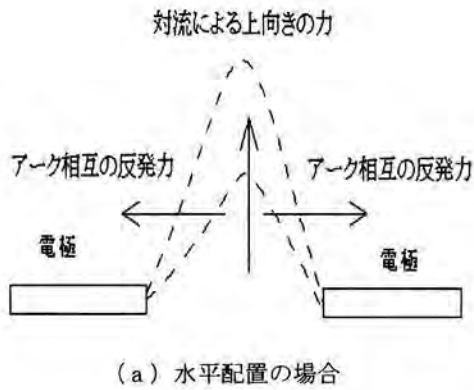 対流による上向きの力
アーク相互の反発力
アーク相互の反発力
電極
電極
(a) 水平配置の場合